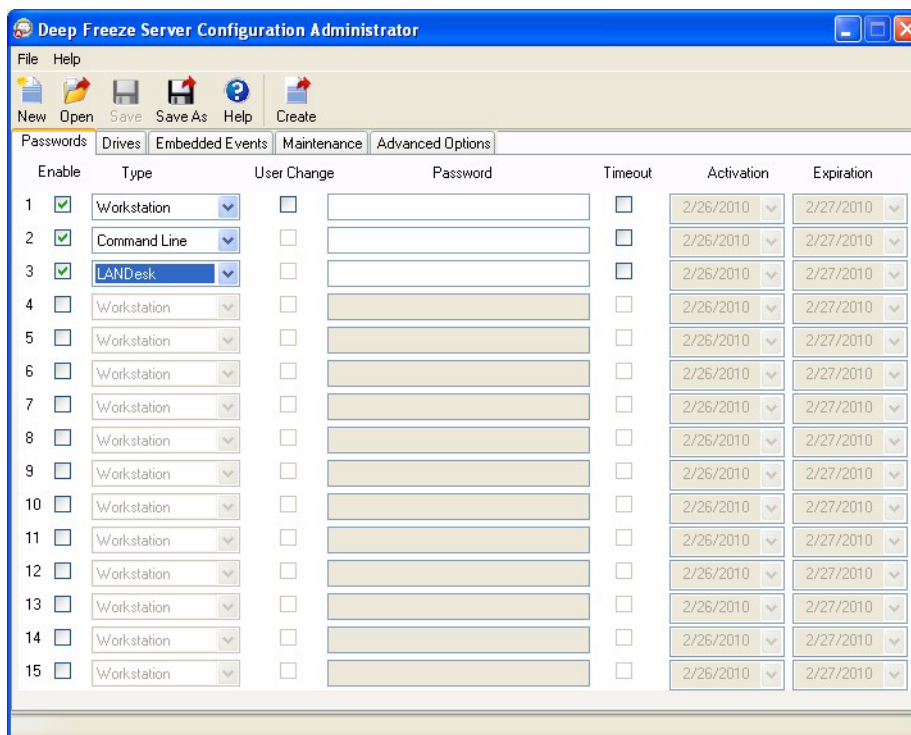 Deep Freeze Server Configuration Administrator
File Help
New Open Save Save As Help Create
Passwords Drives Embedded Events Maintenance Advanced Options
Enable Type User Change Password Timeout Activation Expiration
1 Workstation 2/26/2010 2/27/2010
2 Command Line 2/26/2010 2/27/2010
3 LANDesk 2/26/2010 2/27/2010
4 Workstation 2/26/2010 2/27/2010
5 Workstation 2/26/2010 2/27/2010
6 Workstation 2/26/2010 2/27/2010
7 Workstation 2/26/2010 2/27/2010
8 Workstation 2/26/2010 2/27/2010
9 Workstation 2/26/2010 2/27/2010
10 Workstation 2/26/2010 2/27/2010
11 Workstation 2/26/2010 2/27/2010
12 Workstation 2/26/2010 2/27/2010
13 Workstation 2/26/2010 2/27/2010
14 Workstation 2/26/2010 2/27/2010
15 Workstation 2/26/2010 2/27/2010